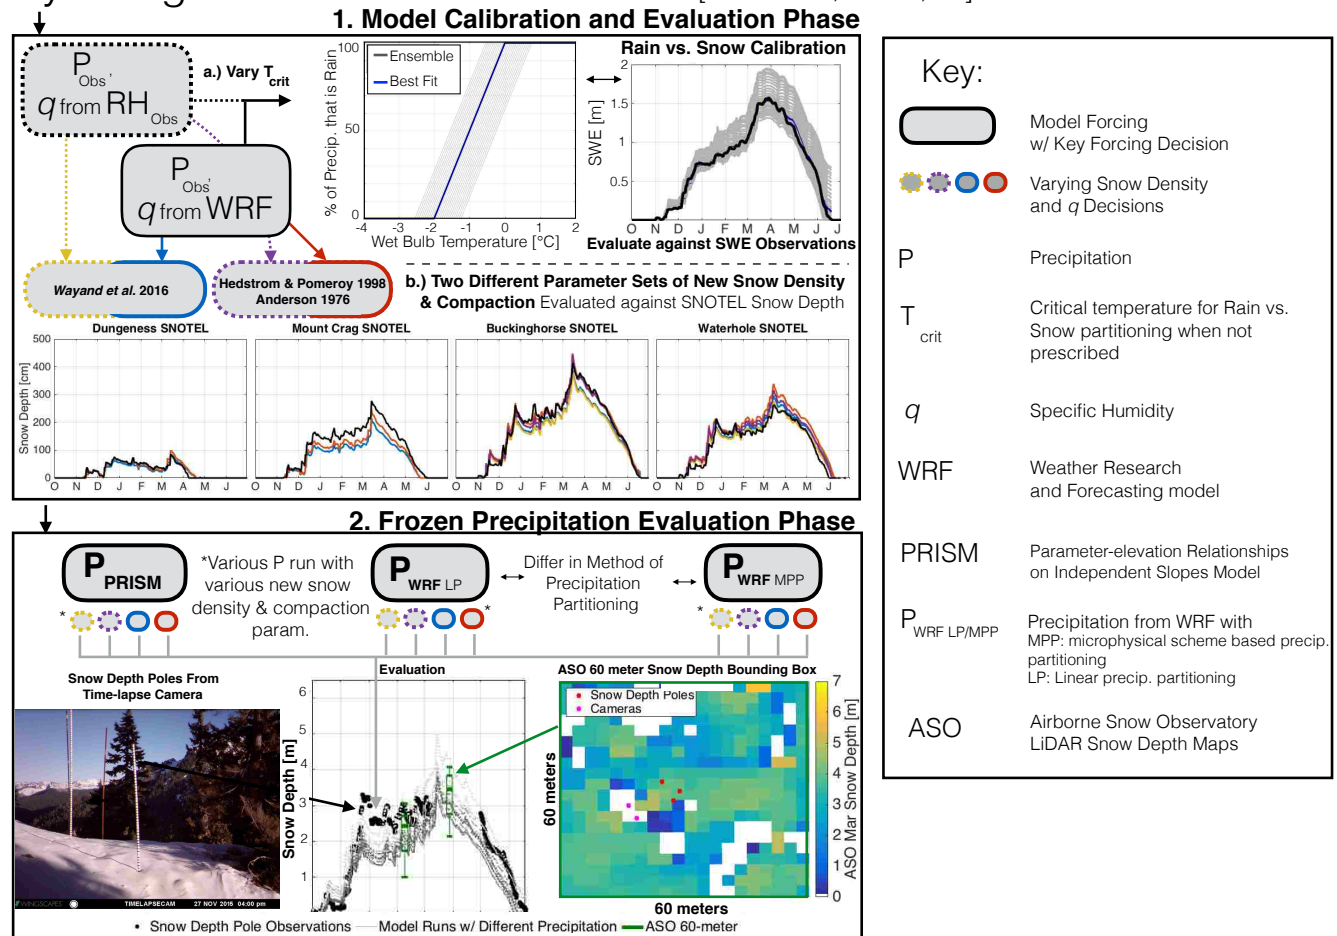 1. Model Calibration and Evaluation Phase
P
Obs,
q from RH
Obs
a.) Vary T
crit
P
Obs,
q from WRF
Wayand et al. 2016
Hedstrom & Pomeroy 1998
Anderson 1976
% of Precip. that is Rain
100
50
0
Ensemble
Best Fit
-4 -3 -2 -1 0 1 2
Wet Bulb Temperature [°C]
Rain vs. Snow Calibration
SWE [m]
2
1.5
1
0.5
O N D J F M A M J J
Evaluate against SWE Observations
b.) Two Different Parameter Sets of New Snow Density
& Compaction Evaluated against SNOTEL Snow Depth
Dungeness SNOTEL
Mount Crag SNOTEL
Buckinghorse SNOTEL
Waterhole SNOTEL
Snow Depth [cm]
500
400
300
200
100
0
O N D J F M A M J
O N D J F M A M J
O N D J F M A M J
O N D J F M A M J
2. Frozen Precipitation Evaluation Phase
P PRISM
*Various P run with
various new snow
density & compaction
param.
P WRF LP
Differ in Method of
Precipitation
Partitioning
P WRF MPP
*
*
*
Snow Depth Poles From
Time-lapse Camera
WINGSCAPES
TIMELAPSECAM
27 NOV 2015 04:00 pm
Evaluation
Snow Depth [m]
6
5
4
3
2
1
ASO 60 meter Snow Depth Bounding Box
Snow Depth Poles
Cameras
60 meters
60 meters
7
6
5
4
3
2
1
0
ASO Mar Snow Depth [m]
Snow Depth Pole Observations
Model Runs w/ Different Precipitation
ASO 60-meter
Key:
Model Forcing
w/ Key Forcing Decision
Varying Snow Density
and q Decisions
P
Precipitation
T
crit
Critical temperature for Rain vs.
Snow partitioning when not
prescribed
q
Specific Humidity
WRF
Weather Research
and Forecasting model
PRISM
Parameter-elevation Relationships
on Independent Slopes Model
P WRF LP/MPP
Precipitation from WRF with
MPP: microphysical scheme based precip.
partitioning
LP: Linear precip. partitioning
ASO
Airborne Snow Observatory
LiDAR Snow Depth Maps